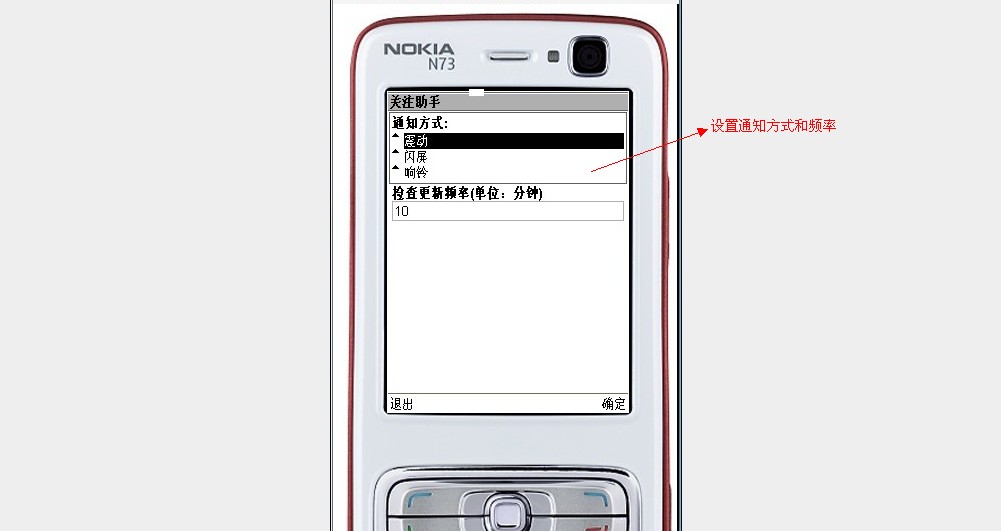 NOKIA
N73
关注助手
通知方式:
震动
闪屏
响铃
检查更新频率(单位：分钟)
10
退出
确定
设置通知方式和频率